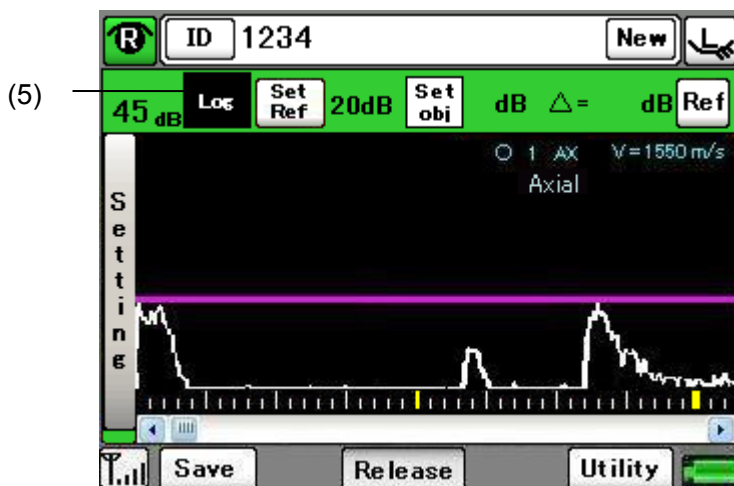 R ID 1234 New L
(5)
45 dB Log Set Ref 20dB Set obj dB △= dB Ref
O 1 AX V=1550 m/s
Axial
Setting
Save Release Utility